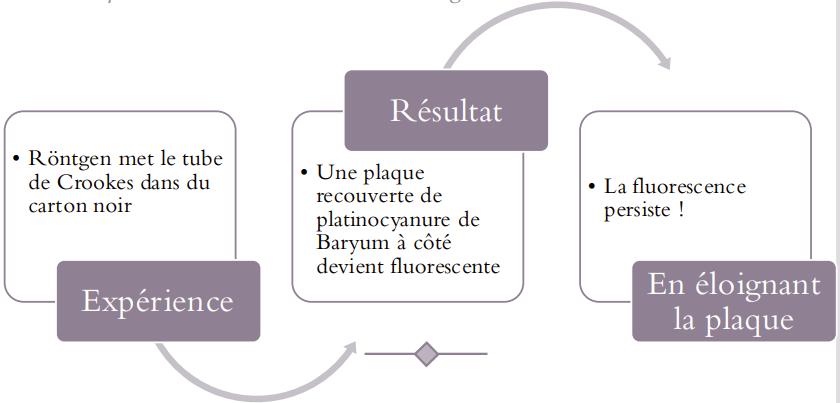 • Röntgen met le tube
de Crookes dans du
carton noir
Expérience
Résultat
• Une plaque
recouverte de
platinocyanure de
Baryum à côté
devient fluorescente
• La fluorescence
persiste !
En éloignant
la plaque